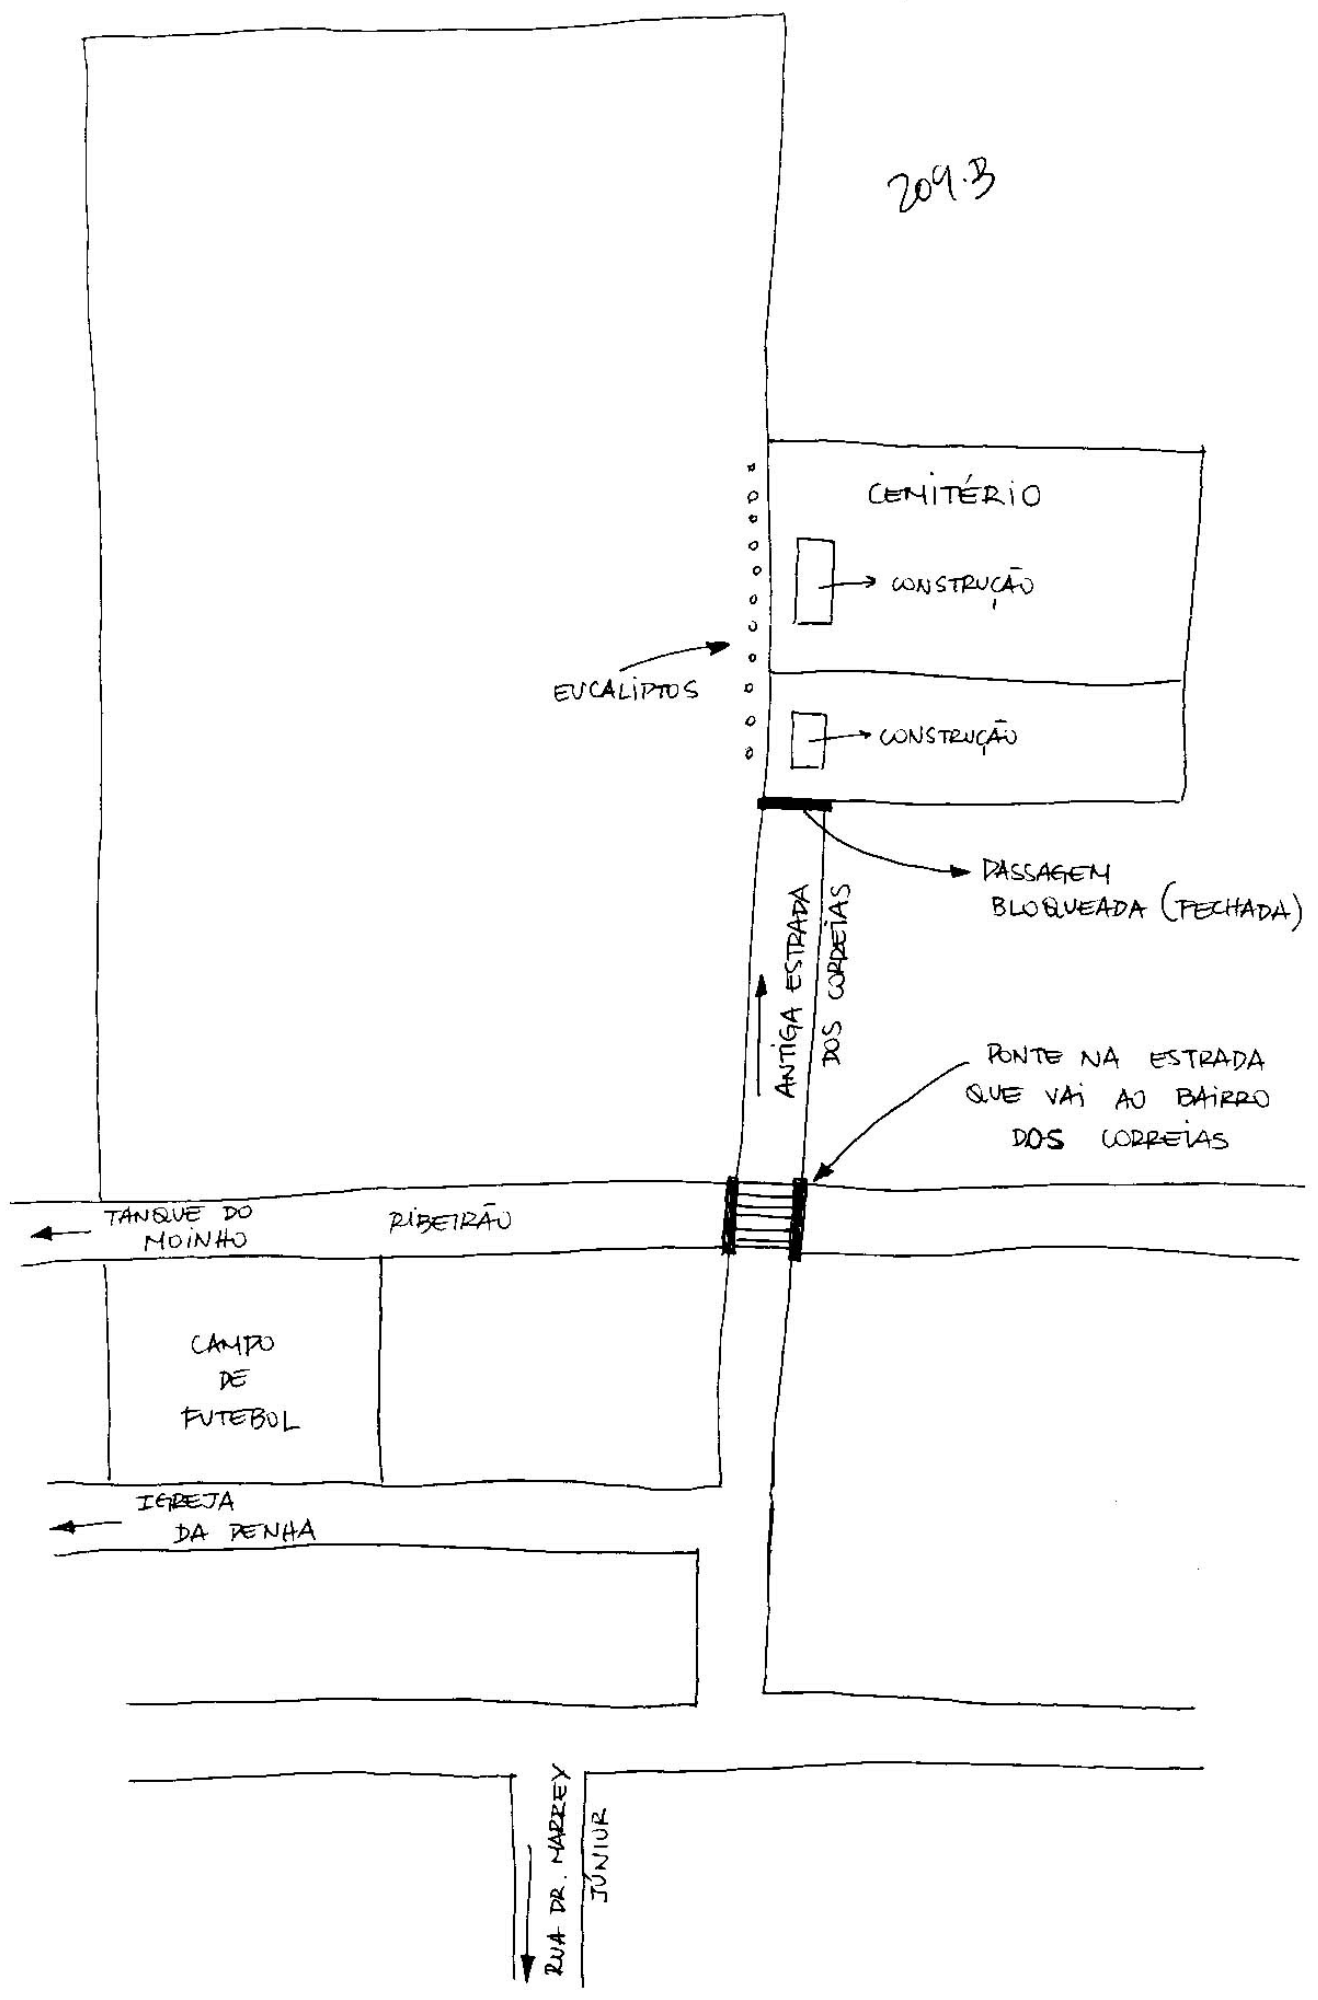 209.B
CEMITÉRIO
CONSTRUÇÃO
EUCALIPTOS
CONSTRUÇÃO
PASSAGEM
BLOQUEADA (FECHADA)
ANTIGA ESTRADA
DOS CORREIAS
PONTE NA ESTRADA
QUE VAI AO BAIRRO
DOS CORREIAS
TANQUE DO
MOINHO
RIBEIRÃO
CAMPO
DE
FUTEBOL
IGREJA
DA PENHA
RUA DR. MARREY
JÚNIOR